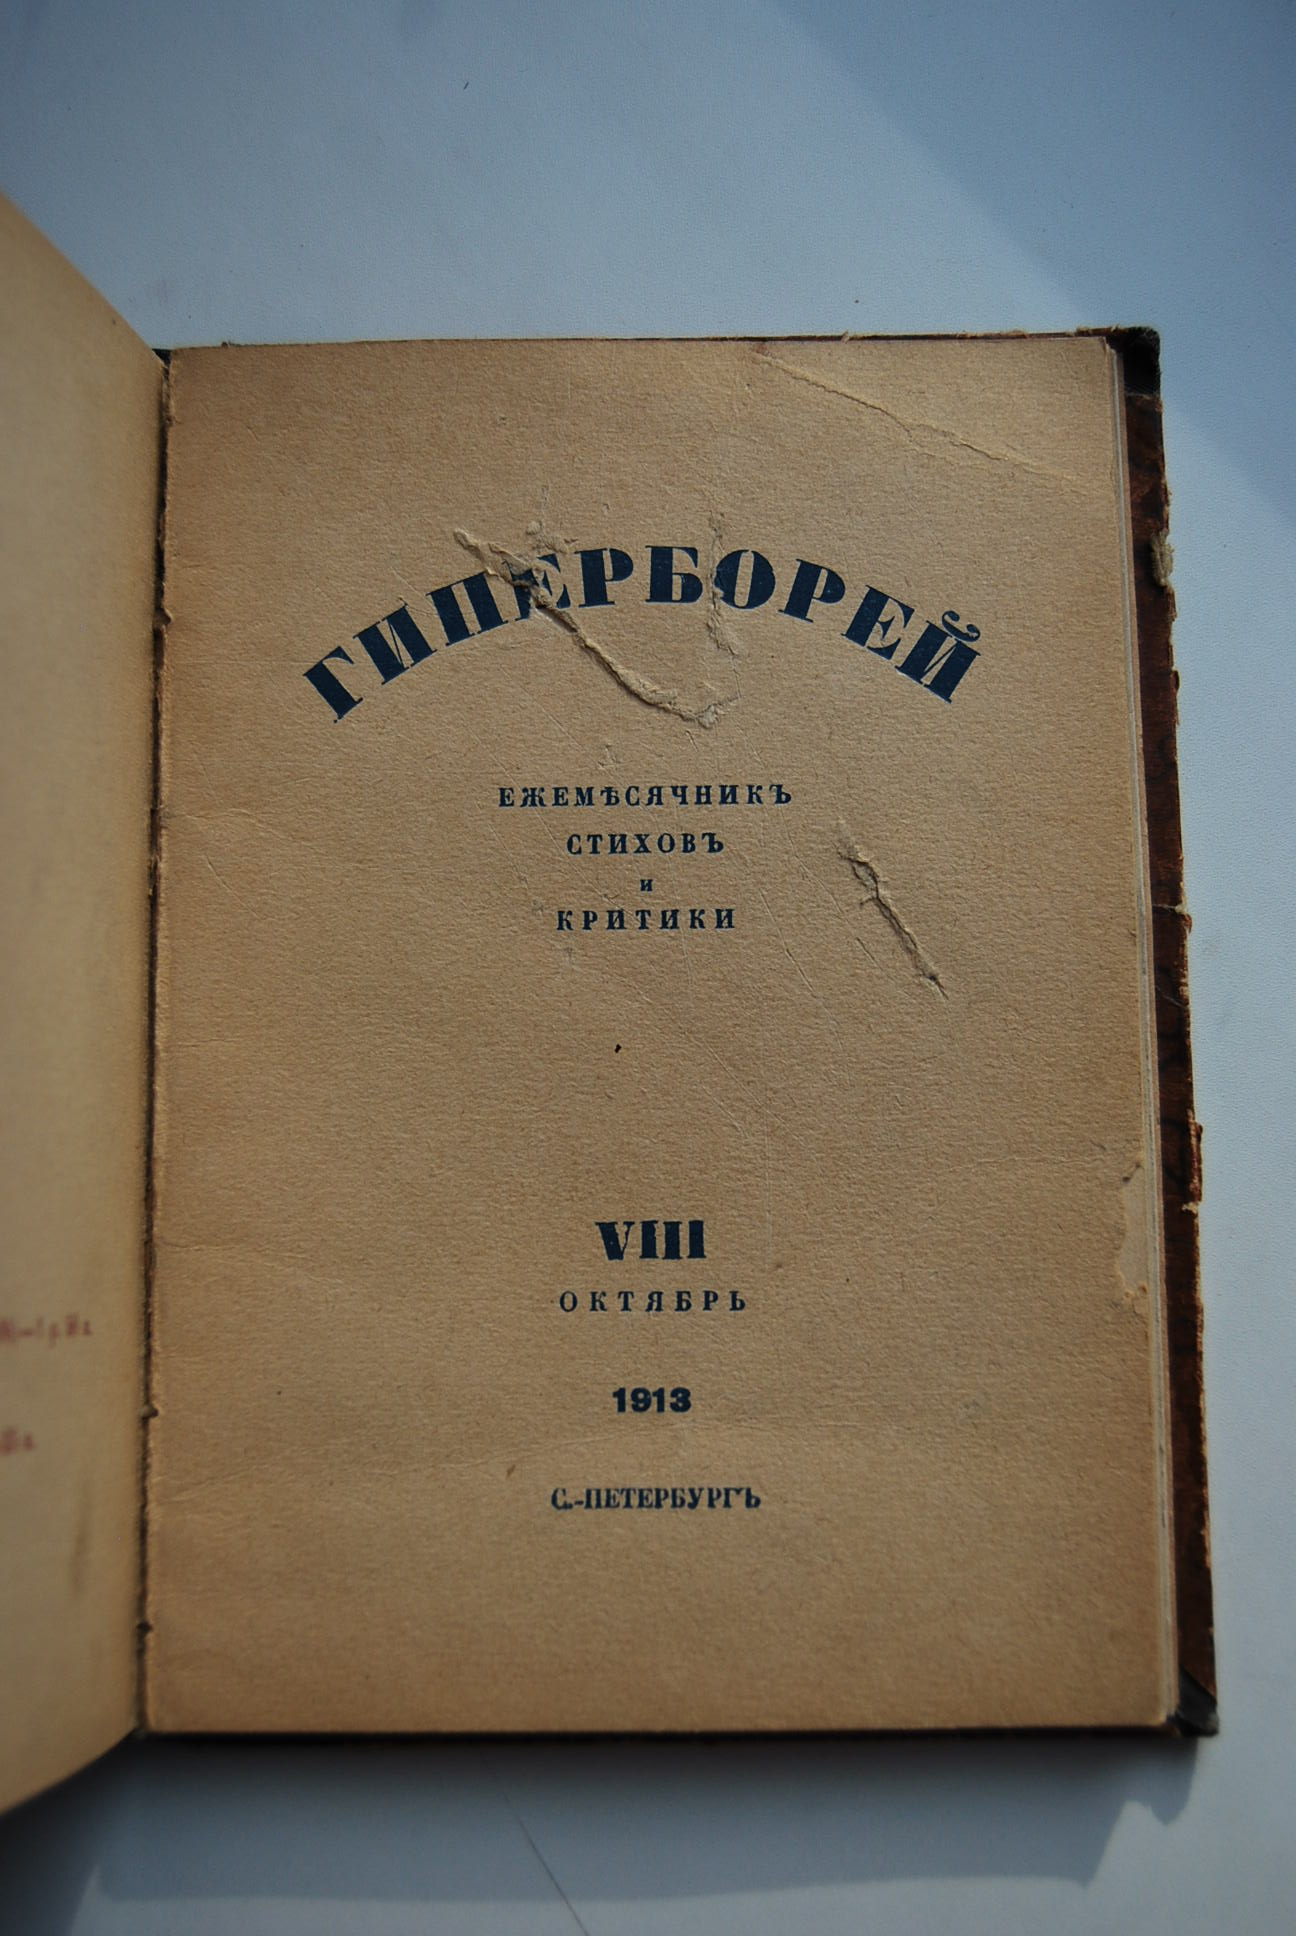 ГИПЕРБОРЕЙ
ЕЖЕМѢСЯЧНИКЪ
СТИХОВЪ
И
КРИТИКИ
VIII
ОКТЯБРЬ
1913
С.-ПЕТЕРБУРГЪ